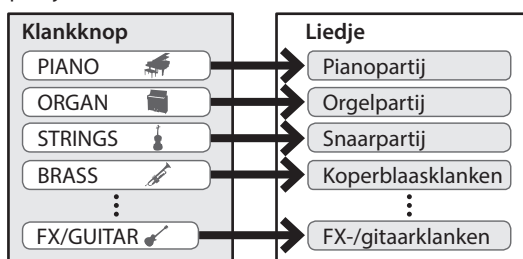 Klankknop
Liedje
PIANO
Pianopartij
ORGAN
Orgelpartij
STRINGS
Snaarpartij
BRASS
Koperblaasklanken
FX/GUITAR
FX-/gitaarklanken